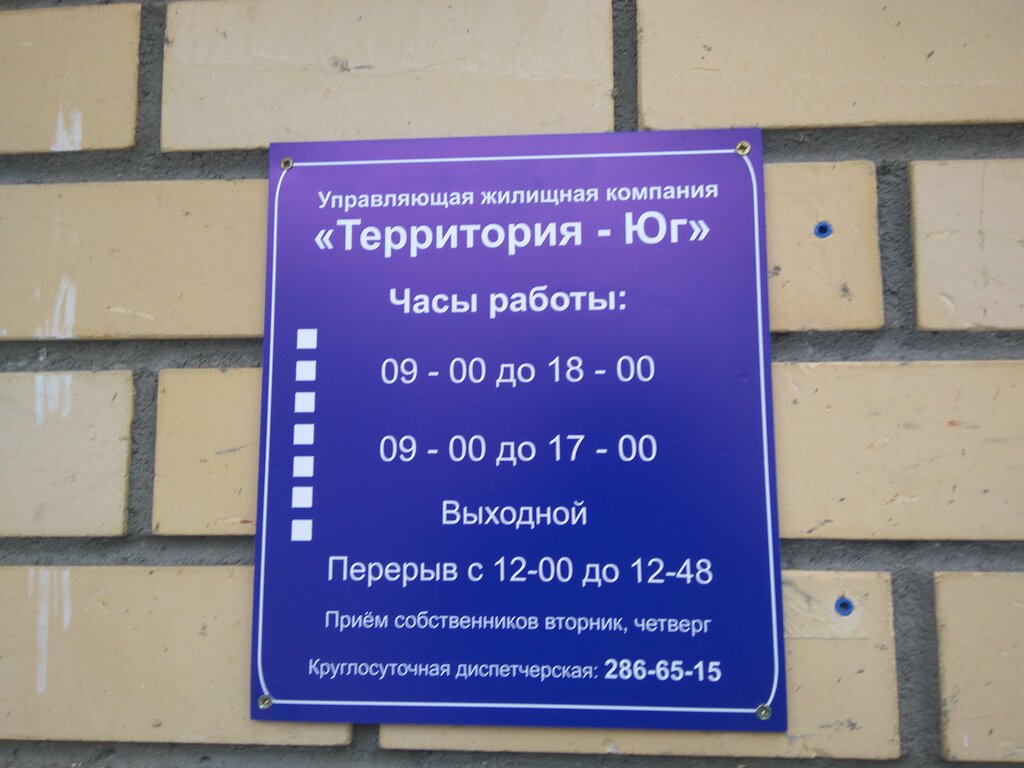 Управляющая жилищная компания
«Территория - Юг»
Часы работы:
09 - 00 до 18 - 00
09 - 00 до 17 - 00
Выходной
Перерыв с 12-00 до 12-48
Приём собственников вторник, четверг
Круглосуточная диспетчерская: 286-65-15